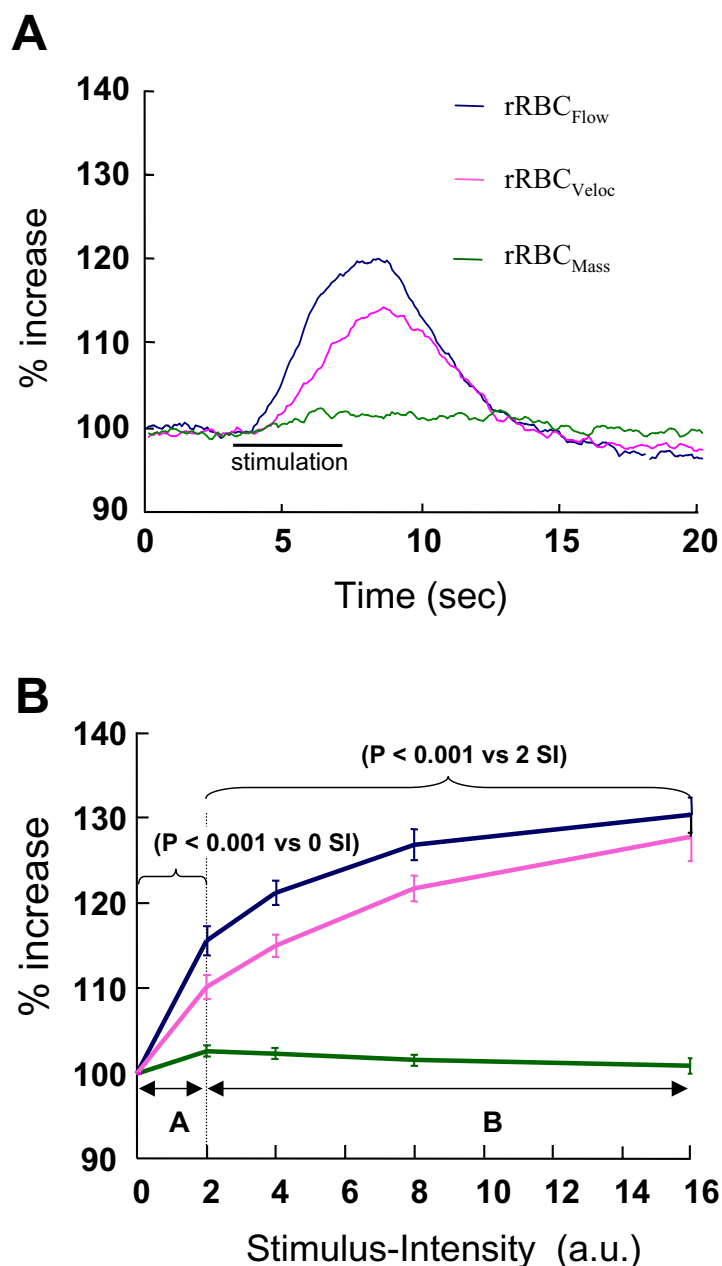 A
140
130
120
110
100
90
% increase
rRBCFlow
rRBCVeloc
rRBCMass
stimulation
0 5 10 15 20
Time (sec)
B
140
130
120
110
100
90
% increase
(P < 0.001 vs 2 SI)
(P < 0.001 vs 0 SI)
A B
0 2 4 6 8 10 12 14 16
Stimulus-Intensity (a.u.)